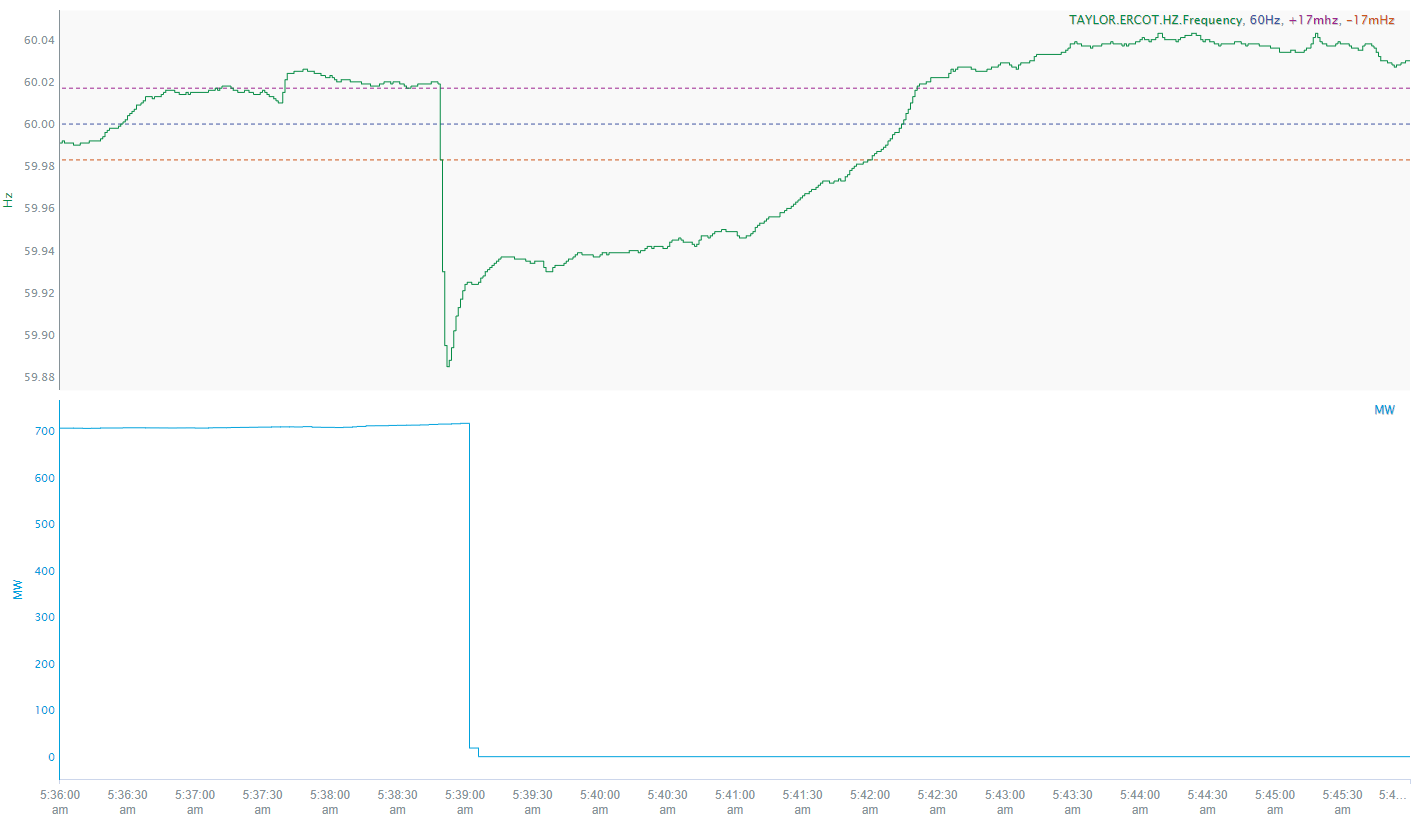 TAYLOR.ERCOT.HZ.Frequency, 60Hz, +17mhz, -17mHz
60.04
60.02
60.00
59.98
59.96
59.94
59.92
59.90
59.88
Hz
MW
700
600
500
400
300
200
100
0
MW
5:36:00 am
5:36:30 am
5:37:00 am
5:37:30 am
5:38:00 am
5:38:30 am
5:39:00 am
5:39:30 am
5:40:00 am
5:40:30 am
5:41:00 am
5:41:30 am
5:42:00 am
5:42:30 am
5:43:00 am
5:43:30 am
5:44:00 am
5:44:30 am
5:45:00 am
5:45:30 am
5:4...